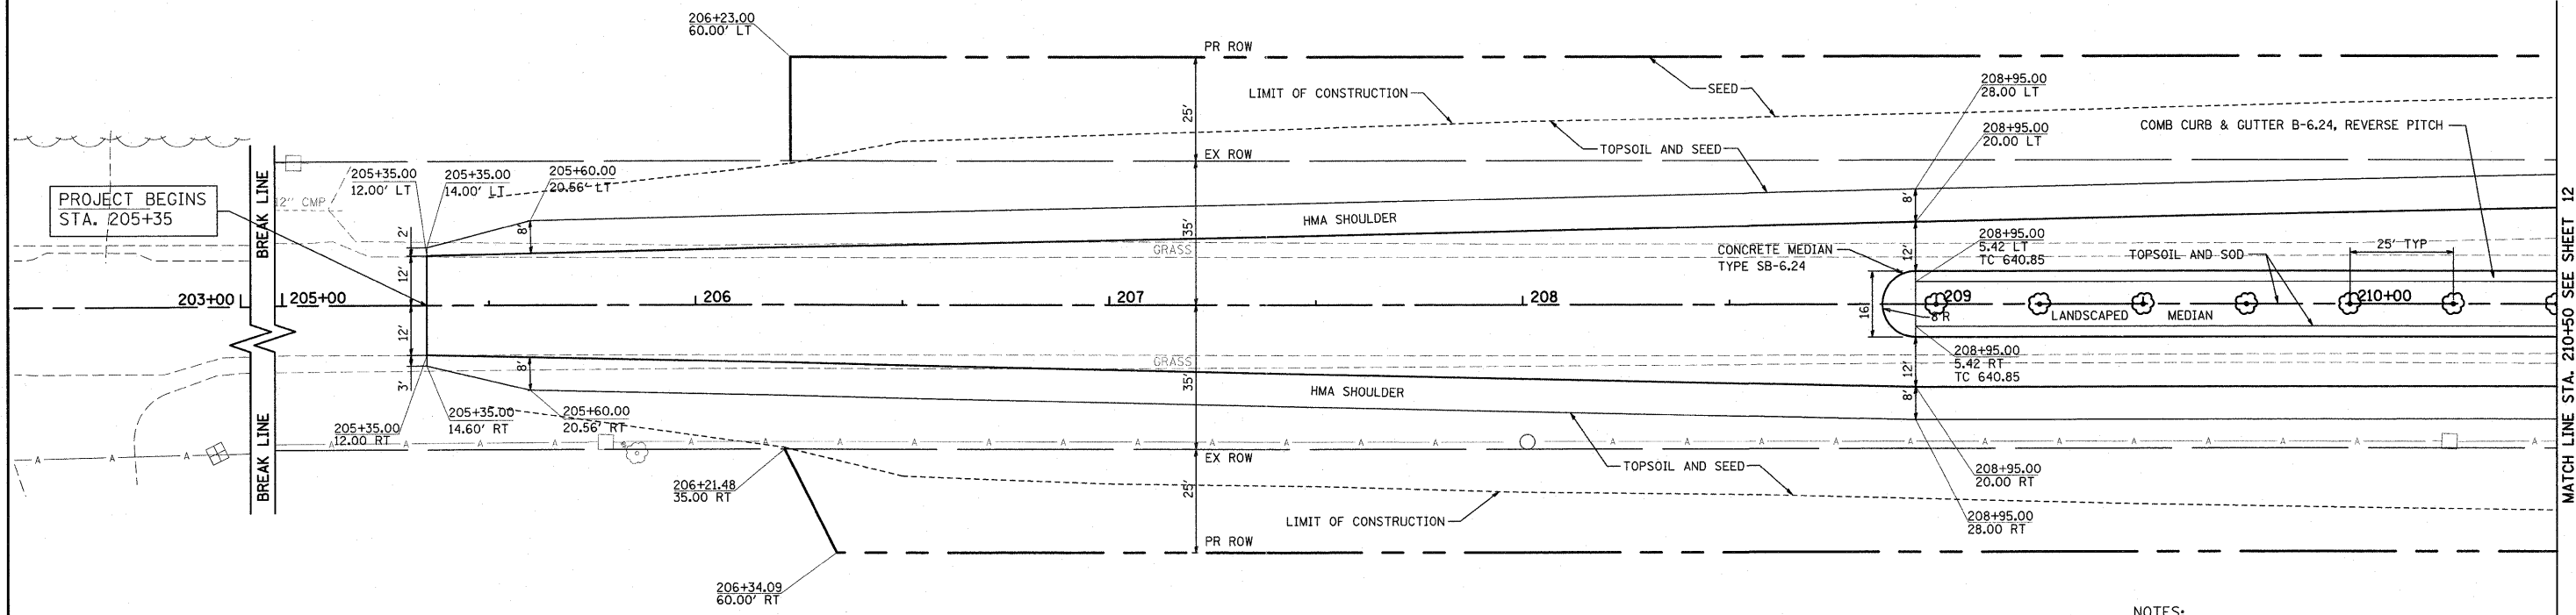 206+23.00
60.00' LT
PR ROW
SEED
208+95.00
28.00 LT
LIMIT OF CONSTRUCTION
25'
208+95.00
20.00 LT
COMB CURB & GUTTER B-6.24, REVERSE PITCH
TOPSOIL AND SEED
EX ROW
BREAK LINE
205+35.00
12.00' LT
205+35.00
14.00' LT
205+60.00
20.56' LT
PROJECT BEGINS
STA. 205+35
12" CMP
8'
HMA SHOULDER
35'
2'
8'
GRASS
CONCRETE MEDIAN
TYPE SB-6.24
12'
208+95.00
5.42 LT
TC 640.85
TOPSOIL AND SOD
25' TYP
12'
203+00
205+00
206
207
208
209
210+00
16'
8'R
LANDSCAPED MEDIAN
12'
GRASS
8'
12'
208+95.00
5.42 RT
TC 640.85
3'
35'
HMA SHOULDER
8'
205+35.00
12.00 RT
205+35.00
14.60' RT
205+60.00
20.56' RT
A A A A A A A A A A A A A A A A A A A A A A A A A A A A
BREAK LINE
A A A
EX ROW
TOPSOIL AND SEED
208+95.00
20.00 RT
206+21.48
35.00 RT
25'
LIMIT OF CONSTRUCTION
208+95.00
28.00 RT
PR ROW
206+34.09
60.00' RT
MATCH LINE STA. 210+50 SEE SHEET 12
NOTES: